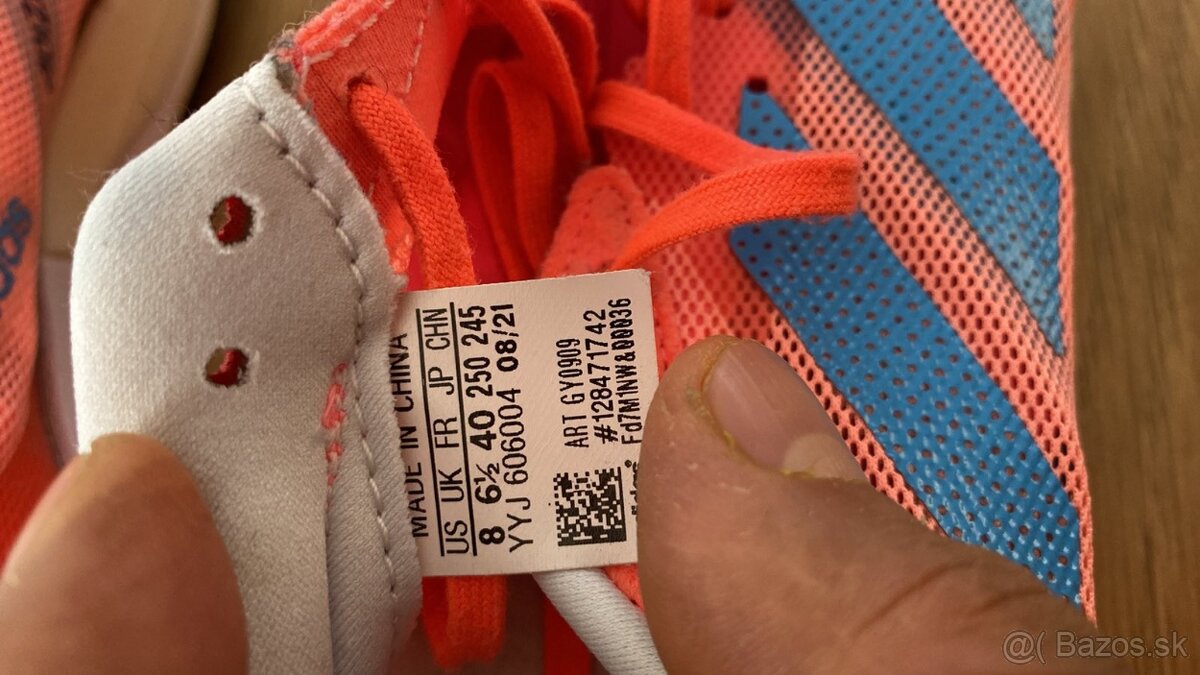 MADE IN CHINA
US UK FR JP CHN
8 6½ 40 250 245
YYJ 606004 08/21
ART GY0909
#128471742
Bazos.sk